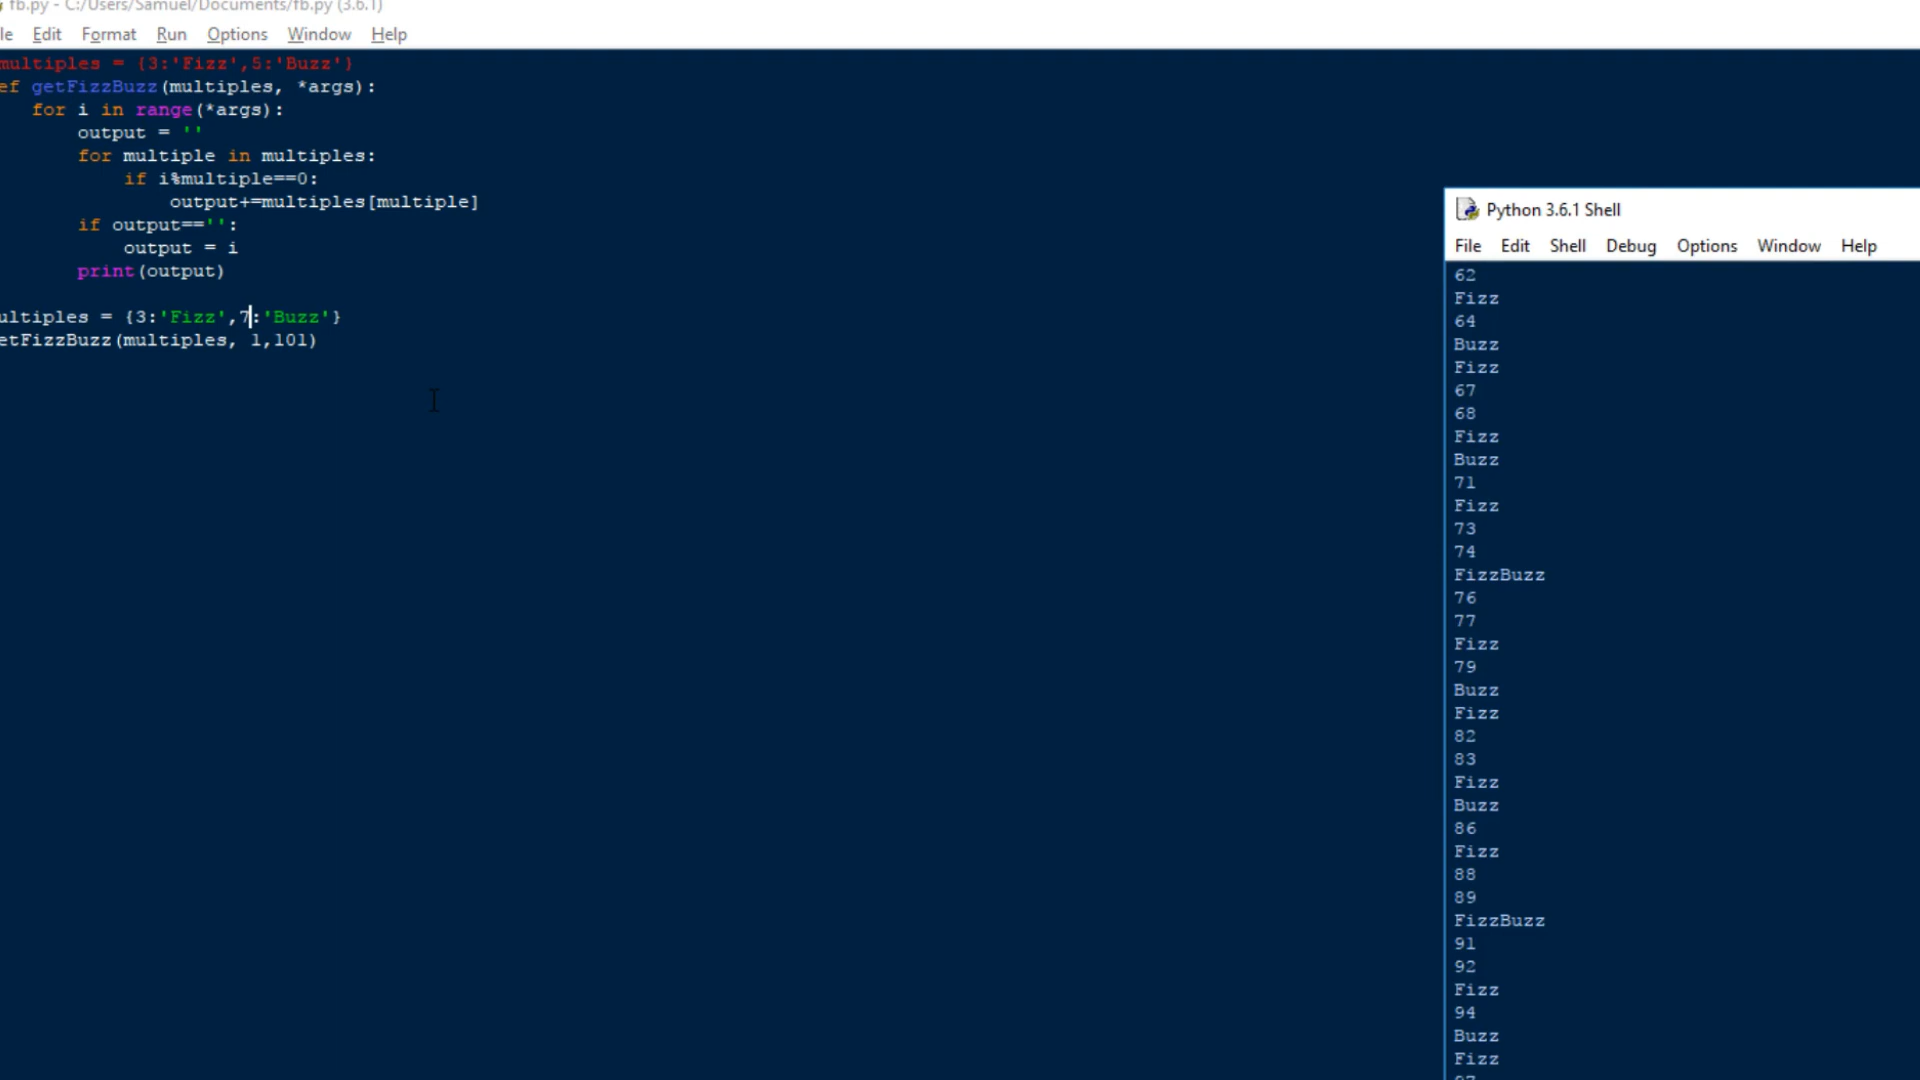 fb.py - C:/Users/Samuel/Documents/fb.py (3.6.1)
le Edit Format Run Options Window Help
multiples = {3:'Fizz',5:'Buzz'}
ef getFizzBuzz(multiples, *args):
for i in range(*args):
output = ''
for multiple in multiples:
if i%multiple==0:
output+=multiples[multiple]
if output=='':
output = i
print(output)
ultiples = {3:'Fizz',7:'Buzz'}
etFizzBuzz(multiples, 1,101)
Python 3.6.1 Shell
File Edit Shell Debug Options Window Help
62
Fizz
64
Buzz
Fizz
67
68
Fizz
Buzz
71
Fizz
73
74
FizzBuzz
76
77
Fizz
79
Buzz
Fizz
82
83
Fizz
Buzz
86
Fizz
88
89
FizzBuzz
91
92
Fizz
94
Buzz
Fizz